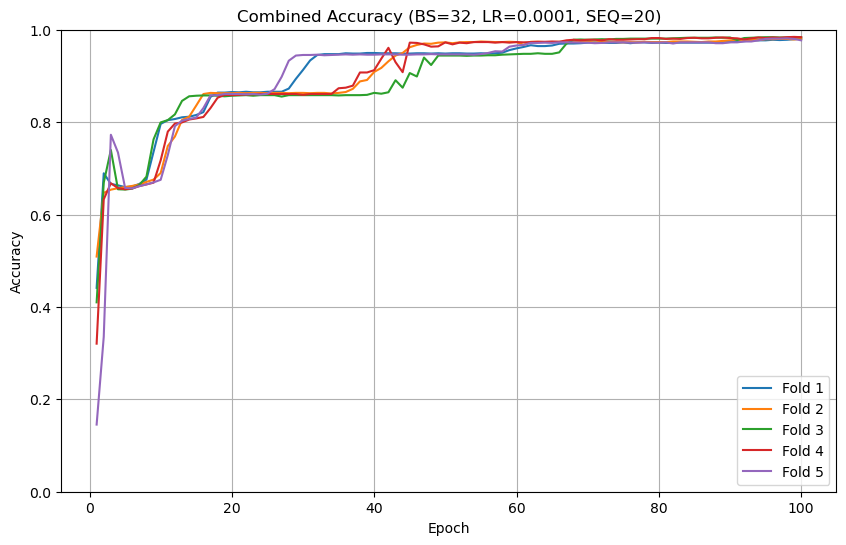 Combined Accuracy (BS=32, LR=0.0001, SEQ=20)
1.0
0.8
0.6
0.4
0.2
0.0
Accuracy
0 20 40 60 80 100
Epoch
Fold 1
Fold 2
Fold 3
Fold 4
Fold 5